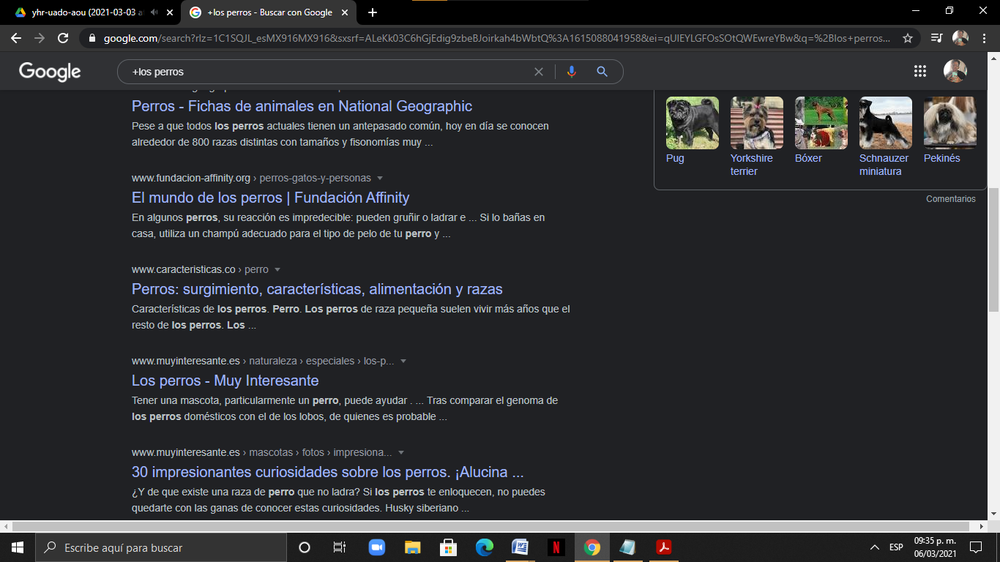 yhr-uado-aou (2021-03-03 a
+los perros - Buscar con Google
google.com/search?rlz=1C1SQJL_esMX916MX916&sxsrf=ALeKk03C6hGjEdig9zbeBJoirkah4bWbtQ%3A1615088041958&ei=qUlEYLGFOsSOtQWEwreYBw&q=%2Blos+perros...
Google
+los perros
Perros - Fichas de animales en National Geographic
Pese a que todos los perros actuales tienen un antepasado común, hoy en día se conocen
alrededor de 800 razas distintas con tamaños y fisonomías muy ...
www.fundacion-affinity.org › perros-gatos-y-personas
El mundo de los perros | Fundación Affinity
En algunos perros, su reacción es impredecible: pueden gruñir o ladrar e ... Si lo bañas en
casa, utiliza un champú adecuado para el tipo de pelo de tu perro y ...
www.caracteristicas.co › perro
Perros: surgimiento, características, alimentación y razas
Características de los perros. Perro. Los perros de raza pequeña suelen vivir más años que el
resto de los perros. Los ...
www.muyinteresante.es › naturaleza › especiales › los-p...
Los perros - Muy Interesante
Tener una mascota, particularmente un perro, puede ayudar . ... Tras comparar el genoma de
los perros domésticos con el de los lobos, de quienes es probable ...
www.muyinteresante.es › mascotas › fotos › impresiona...
30 impresionantes curiosidades sobre los perros. ¡Alucina ...
¿Y de que existe una raza de perro que no ladra? Si los perros te enloquecen, no puedes
quedarte con las ganas de conocer estas curiosidades. Husky siberiano ...
Pug
Yorkshire
terrier
Bóxer
Schnauzer
miniatura
Pekinés
Comentarios
Escribe aquí para buscar
ESP
09:35 p. m.
06/03/2021